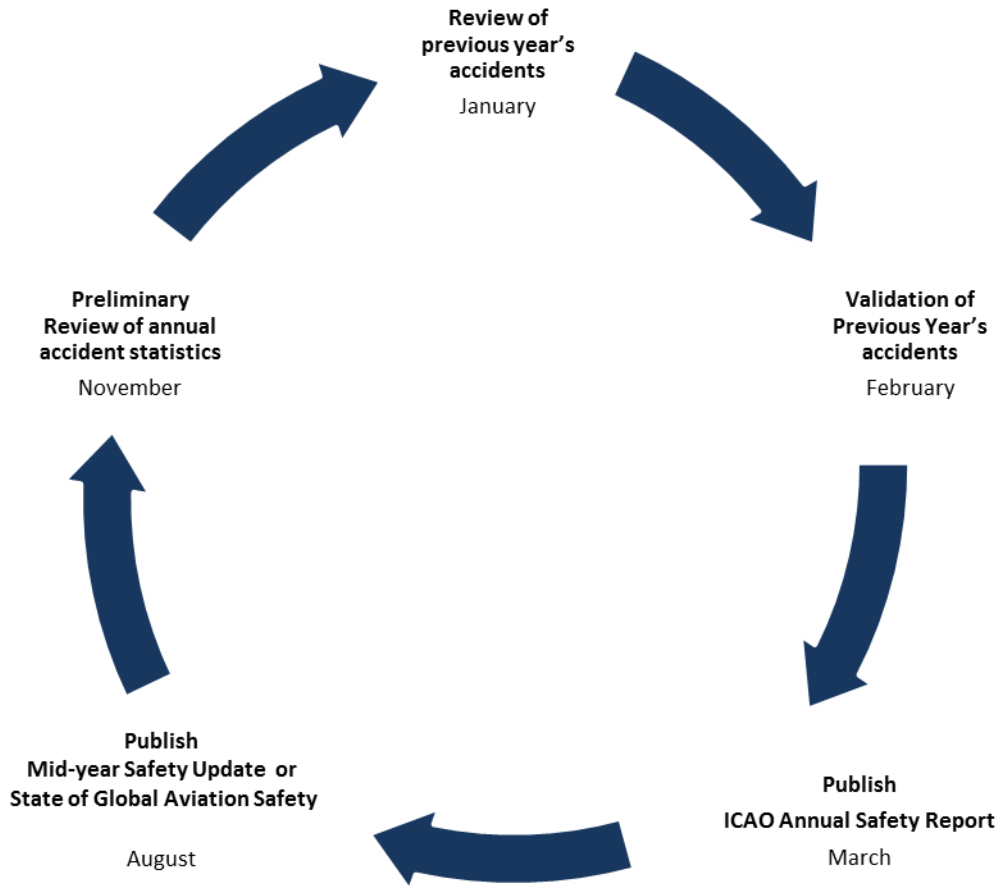 Review of
previous year's
accidents
January
Validation of
Previous Year's
accidents
February
Publish
ICAO Annual Safety Report
March
Publish
Mid-year Safety Update or
State of Global Aviation Safety
August
Preliminary
Review of annual
accident statistics
November